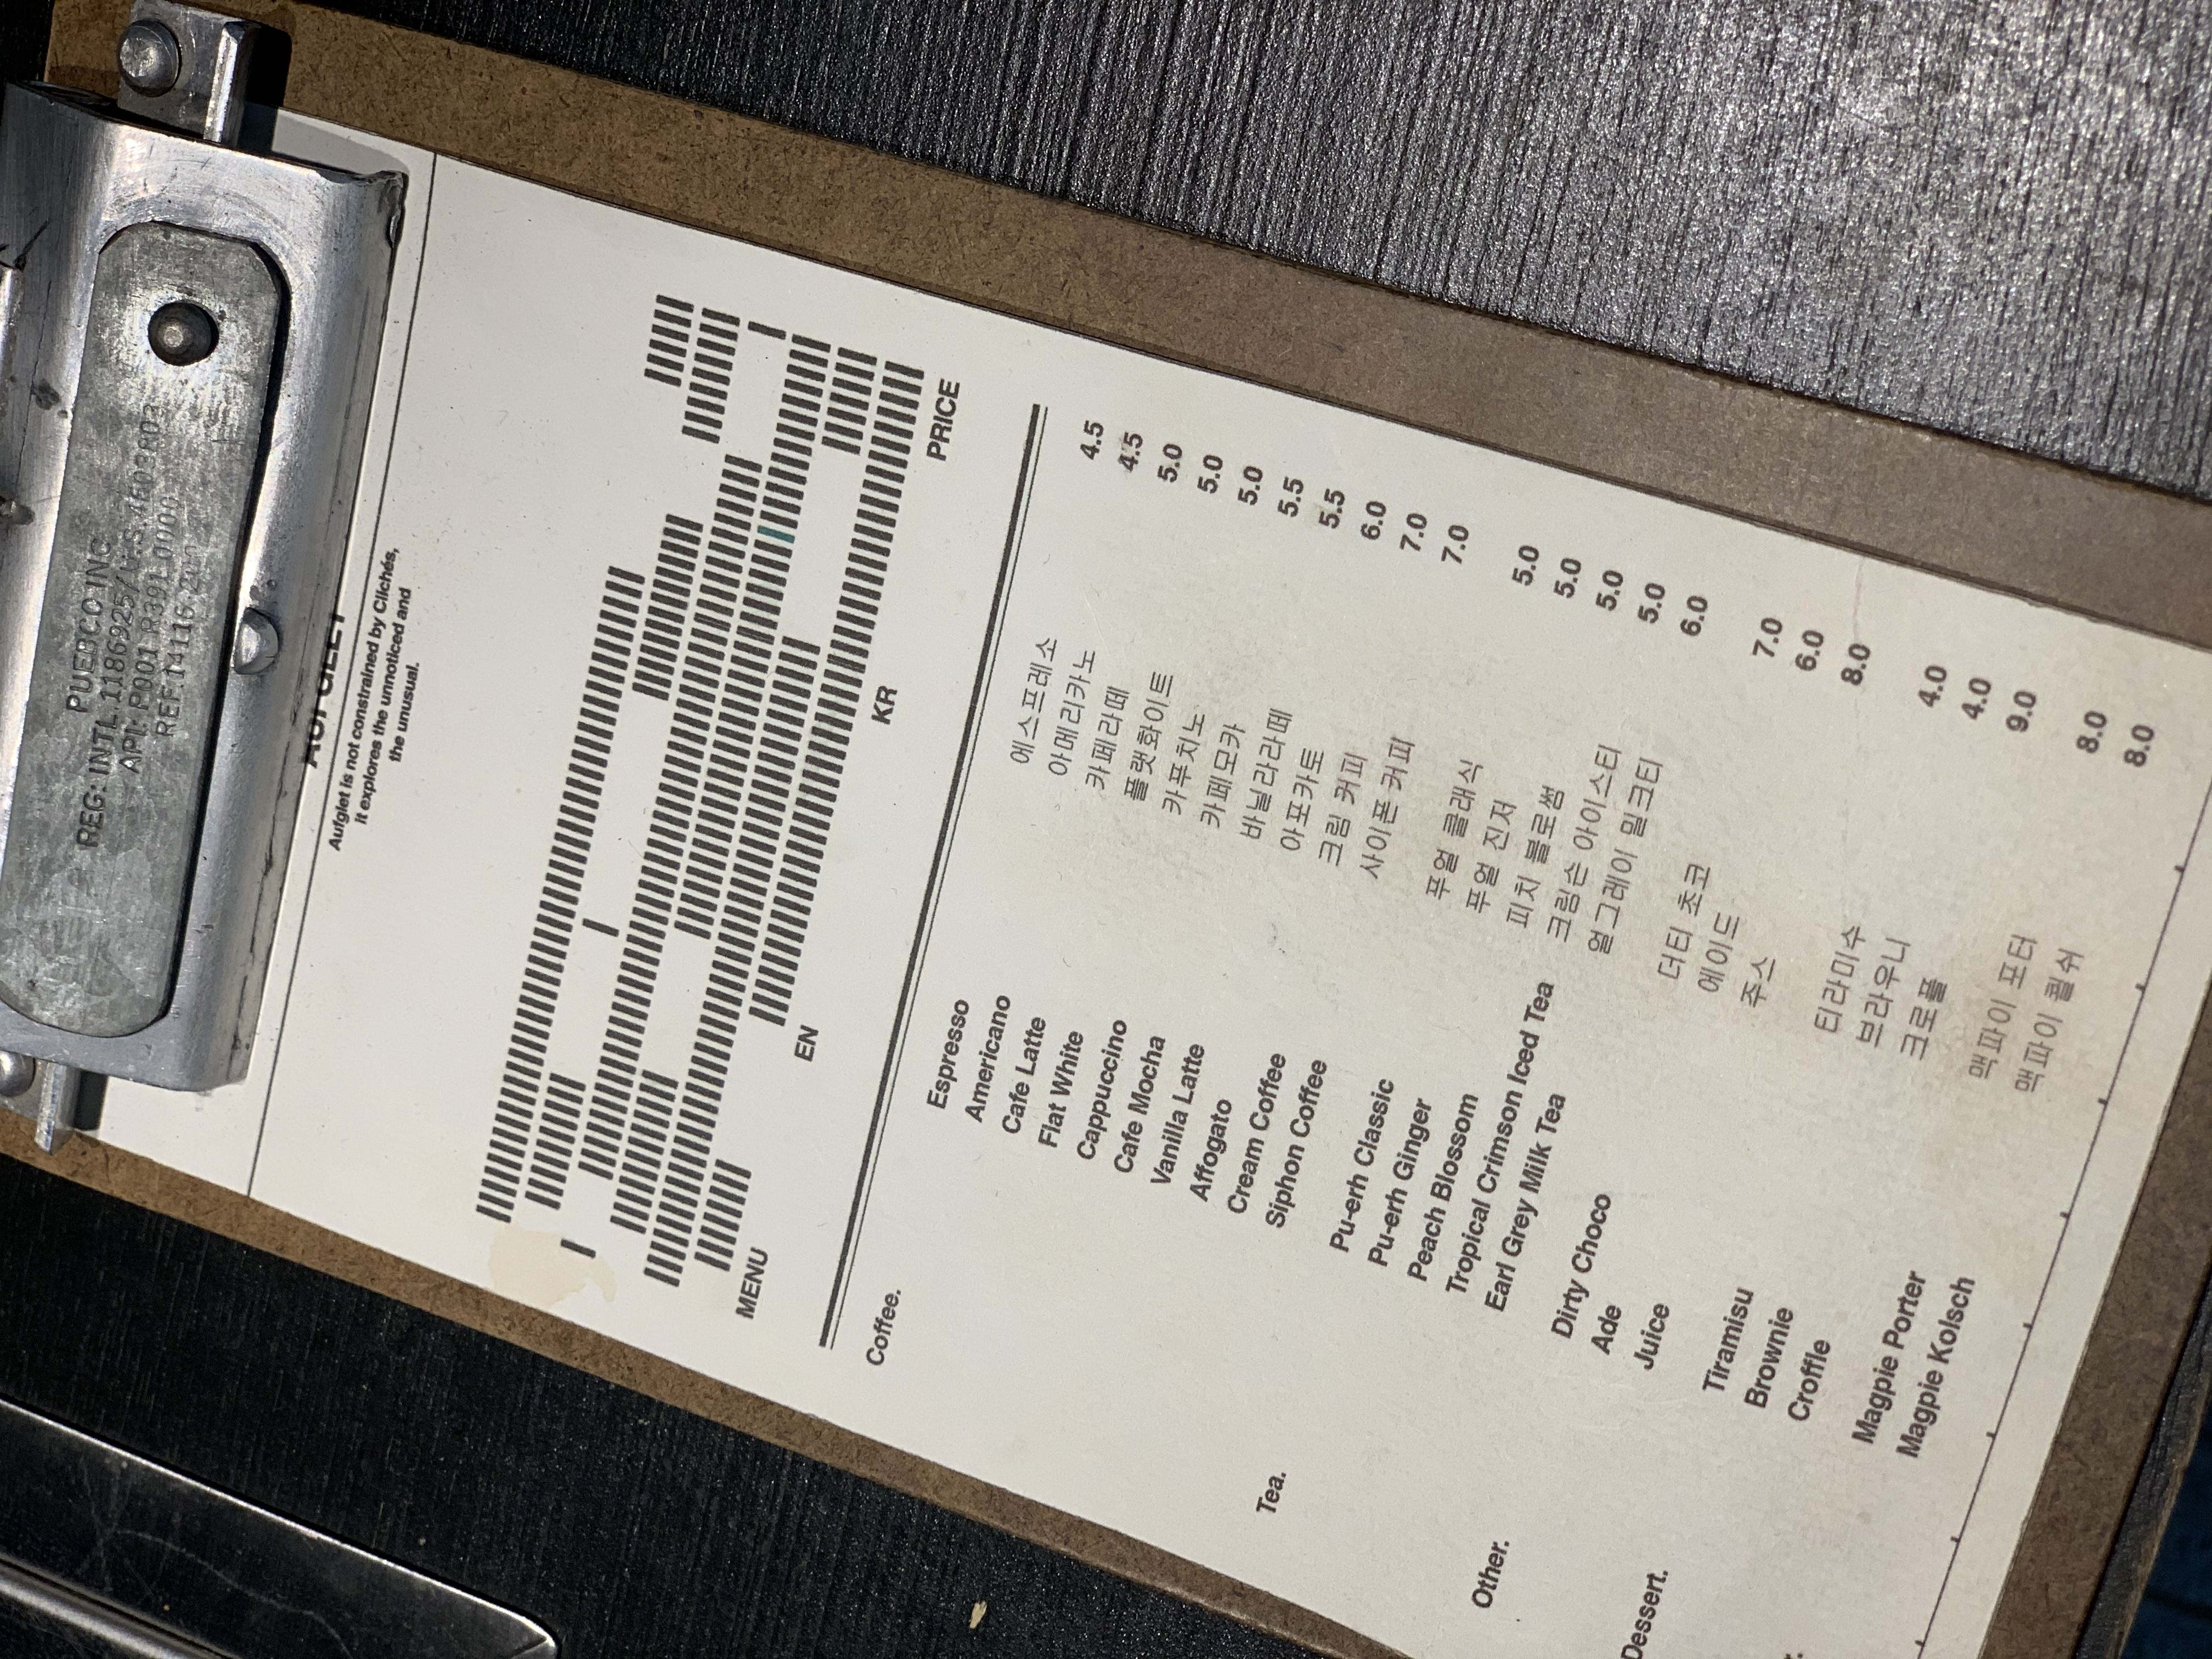 PUEBCO INC
REG: INTL.1186925/U.S.4603803
API: P001 R391 0000
REF.14116.200
AUFGLET
Aufglet is not constrained by Clichés,
it explores the unnoticed and
the unusual.
MENU EN KR PRICE
Coffee.
Espresso 에스프레소 4.5
Americano 아메리카노 4.5
Cafe Latte 카페라떼 5.0
Flat White 플랫화이트 5.0
Cappuccino 카푸치노 5.0
Cafe Mocha 카페모카 5.5
Vanilla Latte 바닐라라떼 5.5
Affogato 아포카토 6.0
Cream Coffee 크림 커피 7.0
Siphon Coffee 사이폰 커피 7.0
Tea.
Pu-erh Classic 푸얼 클래식 5.0
Pu-erh Ginger 푸얼 진저 5.0
Peach Blossom 피치 블로썸 5.0
Tropical Crimson Iced Tea 크림슨 아이스티 5.0
Earl Grey Milk Tea 얼그레이 밀크티 6.0
Other.
Dirty Choco 더티 초코 7.0
Ade 에이드 6.0
Juice 주스 8.0
Dessert.
Tiramisu 티라미수 4.0
Brownie 브라우니 4.0
Croffle 크로플 9.0
Magpie Porter 맥파이 포터 8.0
Magpie Kolsch 맥파이 쾰쉬 8.0